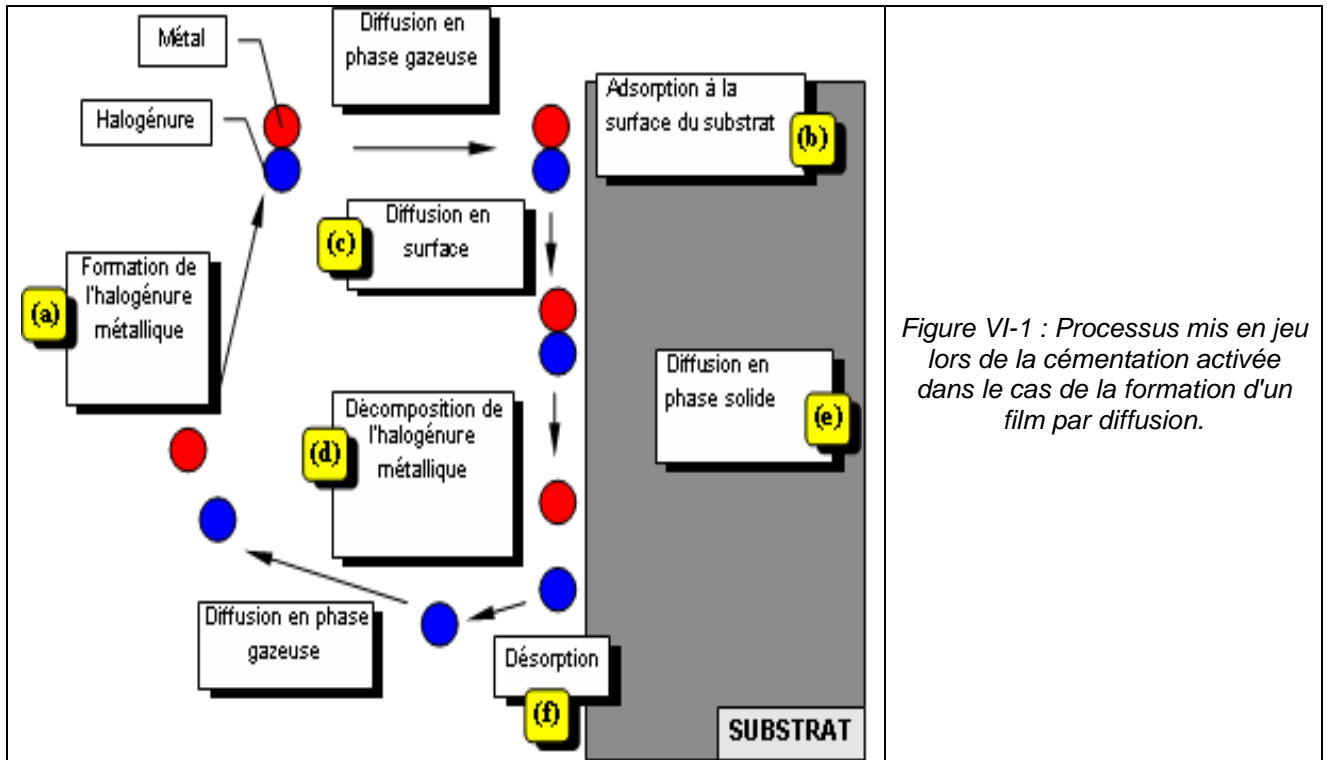 Métal
Halogénure
Diffusion en
phase gazeuse
Adsorption à la
surface du substrat
(b)
(c)
Diffusion en
surface
(a)
Formation de
l'halogénure
métallique
Diffusion en
phase solide
(e)
(d)
Décomposition de
l'halogénure
métallique
Diffusion en phase
gazeuse
Désorption
(f)
SUBSTRAT
Figure VI-1 : Processus mis en jeu
lors de la cémentation activée
dans le cas de la formation d'un
film par diffusion.